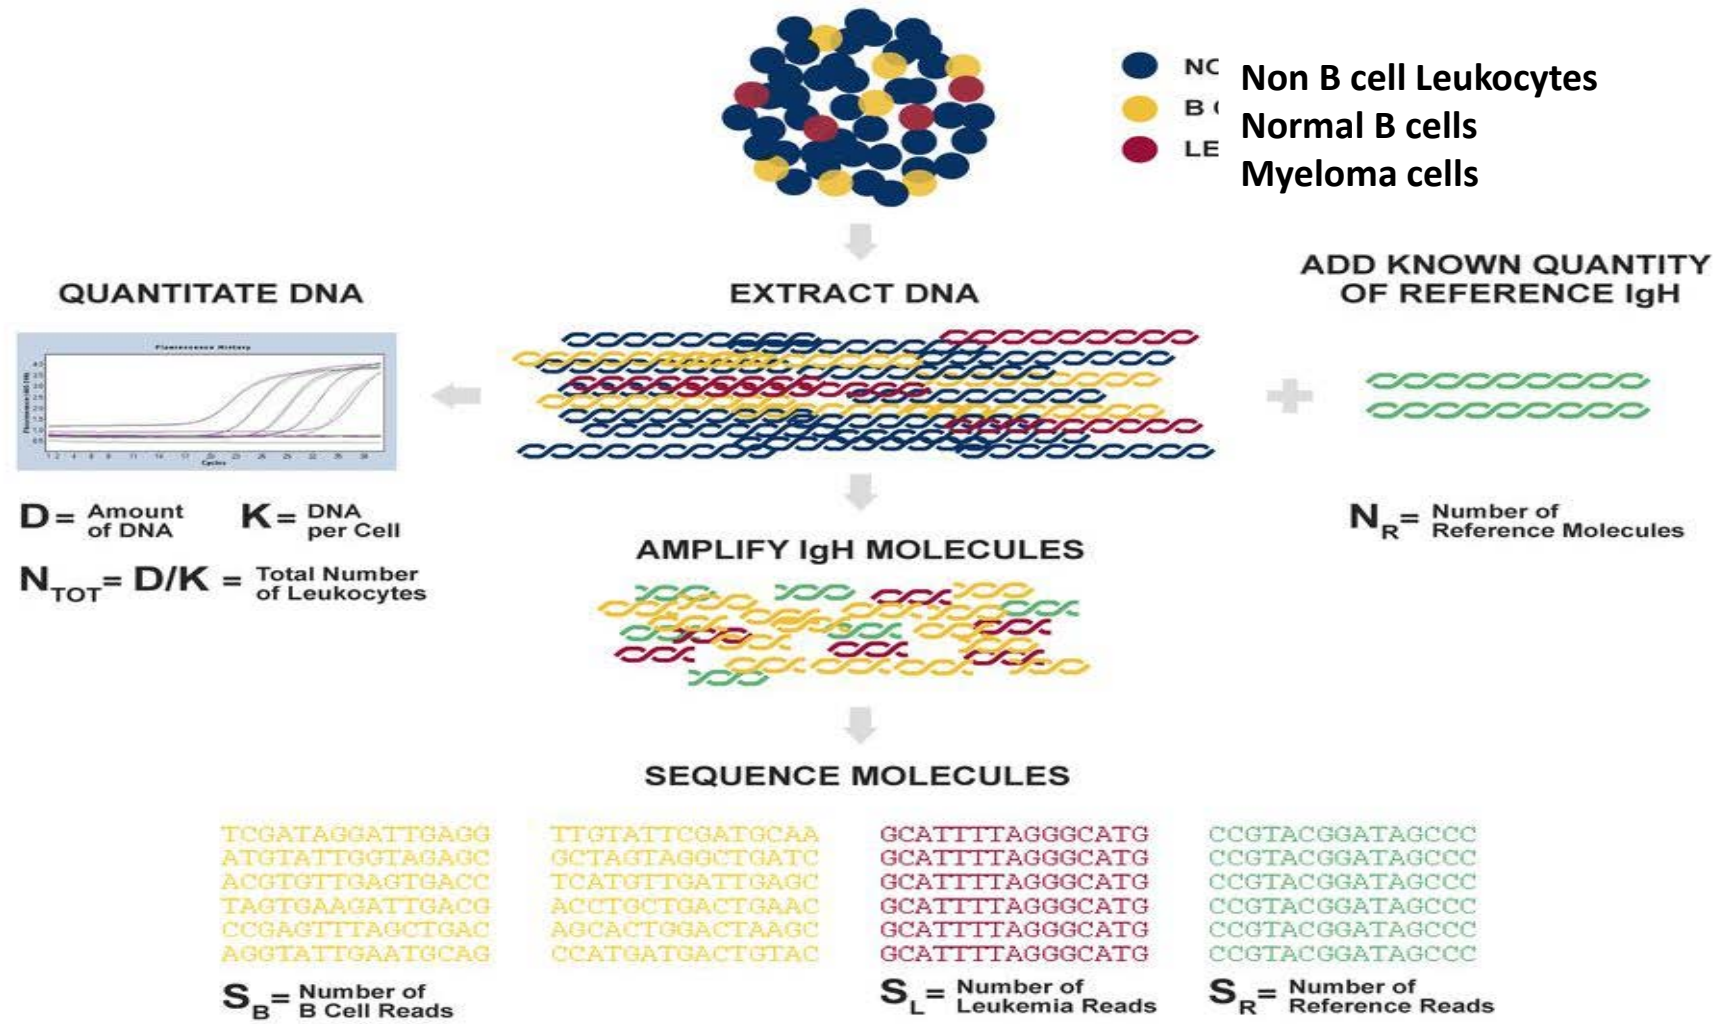 NO
B
LE
Non B cell Leukocytes
Normal B cells
Myeloma cells
QUANTITATE DNA
EXTRACT DNA
ADD KNOWN QUANTITY
OF REFERENCE IgH
Fluorescence History
Cycles
D = Amount of DNA
K = DNA per Cell
N_TOT = D/K = Total Number of Leukocytes
N_R = Number of Reference Molecules
AMPLIFY IgH MOLECULES
SEQUENCE MOLECULES
TCGATAGGATTGAGG TTGTATTCGATGCAA GCATTTTAGGGCATG CCGTACGGATAGCCC
ATGTATTGGTAGAGC GCTAGTAGGCTGATC GCATTTTAGGGCATG CCGTACGGATAGCCC
ACGTGTTGAGTGACC TCATGTTGATTGAGC GCATTTTAGGGCATG CCGTACGGATAGCCC
TAGTGAAGATTGACG ACCTGCTGACTGAAC GCATTTTAGGGCATG CCGTACGGATAGCCC
CCGAGTTTAGCTGAC AGCACTGGACTAAGC GCATTTTAGGGCATG CCGTACGGATAGCCC
AGGTATTGAATGCAG CCATGATGACTGTAC GCATTTTAGGGCATG CCGTACGGATAGCCC
S_B = Number of B Cell Reads
S_L = Number of Leukemia Reads
S_R = Number of Reference Reads